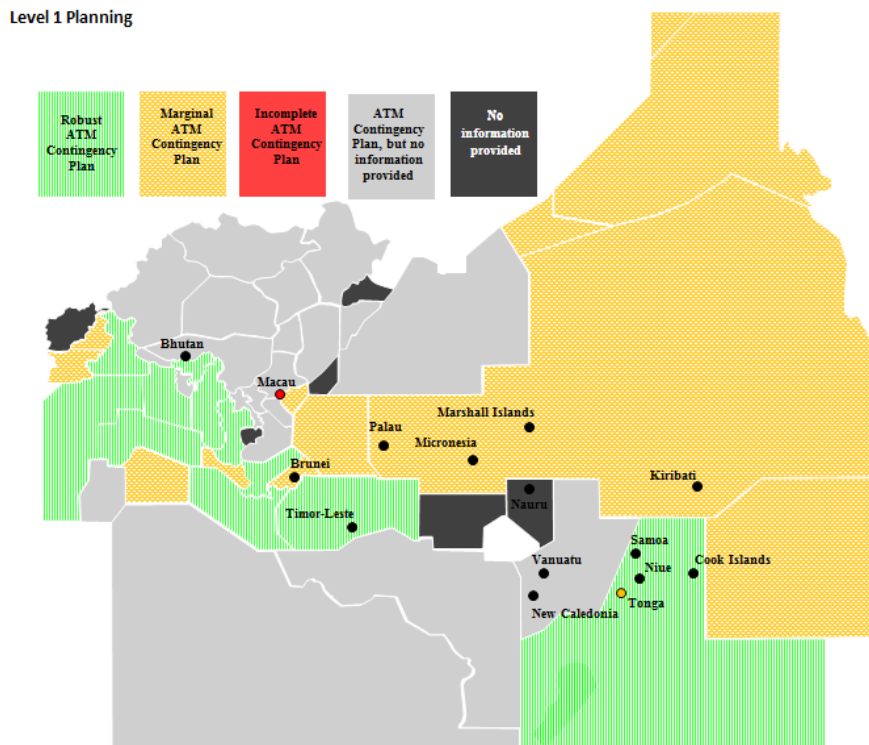 Level 1 Planning
Robust
ATM
Contingency
Plan
Marginal
ATM
Contingency
Plan
Incomplete
ATM
Contingency
Plan
ATM
Contingency
Plan, but no
information
provided
No
information
provided
Bhutan
Macau
Marshall Islands
Palau
Micronesia
Brunei
Kiribati
Nauru
Timor-Leste
Samoa
Vanuatu
Niue
Cook Islands
Tonga
New Caledonia